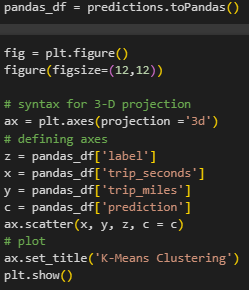 pandas_df = predictions.toPandas()
fig = plt.figure()
figure(figsize=(12,12))
# syntax for 3-D projection
ax = plt.axes(projection ='3d')
# defining axes
z = pandas_df['label']
x = pandas_df['trip_seconds']
y = pandas_df['trip_miles']
c = pandas_df['prediction']
ax.scatter(x, y, z, c = c)
# plot
ax.set_title('K-Means Clustering')
plt.show()